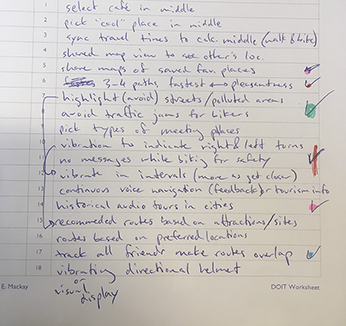 1 select café in middle
2 pick "cool" place in middle
3 sync travel times to calc. middle (walk & bike)
4 shared map view to see other's loc.
5 share maps of saved fav. places
6 3-4 paths fastest ↔ pleasantest
7 highlight (avoid) streets/polluted areas
8 avoid traffic jams for bikers
9 pick types of meeting places
10 vibration to indicate right & left turns
11 no messages while biking for safety
12 vibrate in intervals (more as get closer)
13 continuous voice navigation (feedback) or tourism info
14 historical audio tours in cities
15 recommeded routes based on attractions/sites
16 routes based on preferred locations
17 track all friends make routes overlap
18 vibrating directional helmet
or
visual display
E. Mackay
DOIT Worksheet